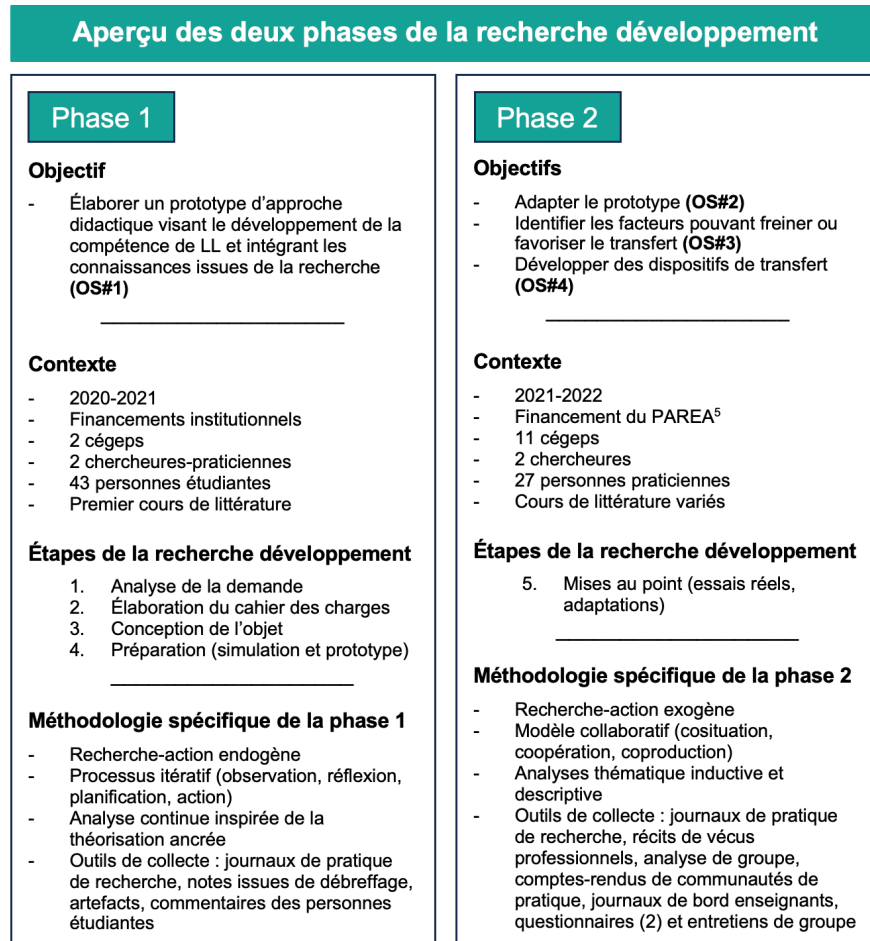 Aperçu des deux phases de la recherche développement
Phase 1
Objectif
- Élaborer un prototype d'approche
didactique visant le développement de la
compétence de LL et intégrant les
connaissances issues de la recherche
(OS#1)
Contexte
- 2020-2021
- Financements institutionnels
- 2 cégeps
- 2 chercheures-praticiennes
- 43 personnes étudiantes
- Premier cours de littérature
Étapes de la recherche développement
1. Analyse de la demande
2. Élaboration du cahier des charges
3. Conception de l'objet
4. Préparation (simulation et prototype)
Méthodologie spécifique de la phase 1
- Recherche-action endogène
- Processus itératif (observation, réflexion,
planification, action)
- Analyse continue inspirée de la
théorisation ancrée
- Outils de collecte : journaux de pratique
de recherche, notes issues de débreffage,
artefacts, commentaires des personnes
étudiantes
Phase 2
Objectifs
- Adapter le prototype (OS#2)
- Identifier les facteurs pouvant freiner ou
favoriser le transfert (OS#3)
- Développer des dispositifs de transfert
(OS#4)
Contexte
- 2021-2022
- Financement du PAREA⁵
- 11 cégeps
- 2 chercheures
- 27 personnes praticiennes
- Cours de littérature variés
Étapes de la recherche développement
5. Mises au point (essais réels,
adaptations)
Méthodologie spécifique de la phase 2
- Recherche-action exogène
- Modèle collaboratif (cosituation,
coopération, coproduction)
- Analyses thématique inductive et
descriptive
- Outils de collecte : journaux de pratique
de recherche, récits de vécus
professionnels, analyse de groupe,
comptes-rendus de communautés de
pratique, journaux de bord enseignants,
questionnaires (2) et entretiens de groupe